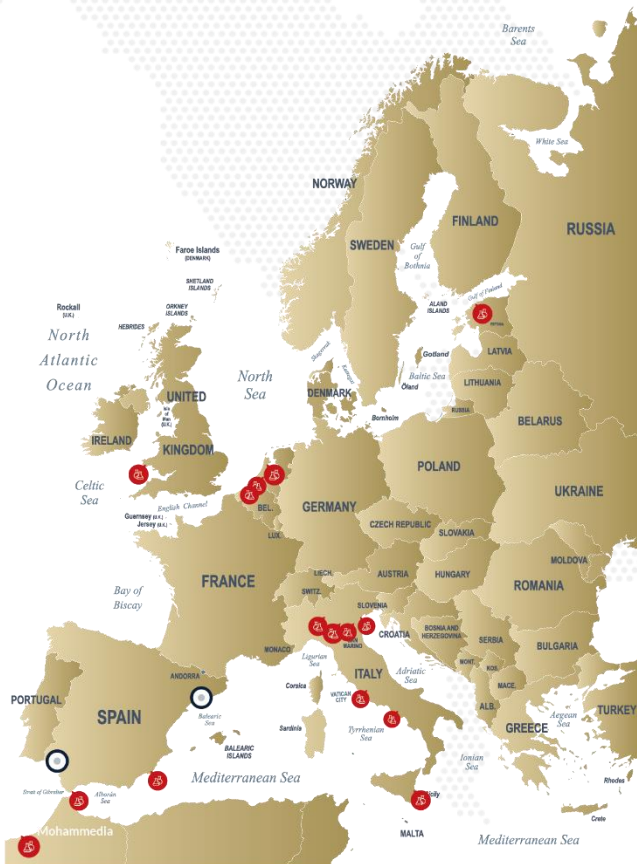 Barents
Sea
White Sea
NORWAY
FINLAND
RUSSIA
SWEDEN
Gulf
of
Bothnia
Faroe Islands
(DENMARK)
SHETLAND
ISLANDS
Rockall
(U.K.)
ORKNEY
ISLANDS
ALAND
ISLANDS
Gulf of Finland
HEBRIDES
North
Atlantic
Ocean
Skagerrak
Kattegat
Gotland
LATVIA
North
Sea
Baltic Sea
Öland
LITHUANIA
UNITED
KINGDOM
DENMARK
RUSSIA
Isle
of
Man
(U.K.)
Bornholm
BELARUS
IRELAND
POLAND
Celtic
Sea
English Channel
Guernsey (U.K.)
Jersey (U.K.)
BEL.
GERMANY
UKRAINE
CZECH REPUBLIC
LUX.
SLOVAKIA
MOLDOVA
FRANCE
LIECH.
AUSTRIA
HUNGARY
ROMANIA
SWITZ.
Bay of
Biscay
SLOVENIA
CROATIA
BOSNIA AND
HERZEGOVINA
SAN
MARINO
SERBIA
MONACO
Ligurian
Sea
ITALY
Adriatic
Sea
MONT.
KOS.
BULGARIA
ANDORRA
Corsica
MACE.
PORTUGAL
SPAIN
VATICAN
CITY
ALB.
Balearic
Sea
Sardinia
Tyrrhenian
Sea
GREECE
Aegean
Sea
TURKEY
BALEARIC
ISLANDS
Ionian
Sea
Mediterranean Sea
Strait of Gibraltar
Alborán
Sea
Sicily
Rhodes
Crete
Mohammedia
MALTA
Mediterranean Sea